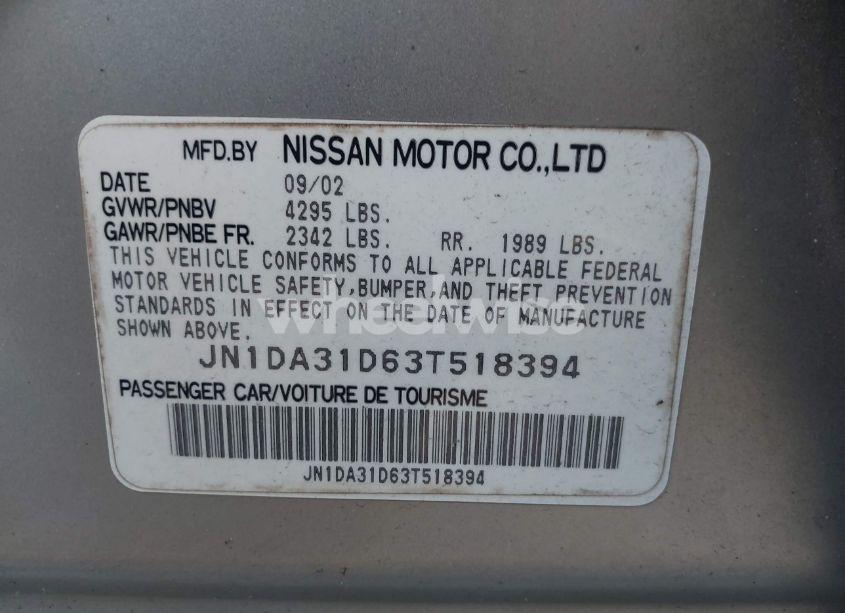 MFD.BY NISSAN MOTOR CO.,LTD
DATE 09/02
GVWR/PNBV 4295 LBS.
GAWR/PNBE FR. 2342 LBS. RR. 1989 LBS.
THIS VEHICLE CONFORMS TO ALL APPLICABLE FEDERAL
MOTOR VEHICLE SAFETY,BUMPER,AND THEFT PREVENTION
STANDARDS IN EFFECT ON THE DATE OF MANUFACTURE
SHOWN ABOVE.
wheelwise
JN1DA31D63T518394
PASSENGER CAR/VOITURE DE TOURISME
JN1DA31D63T518394